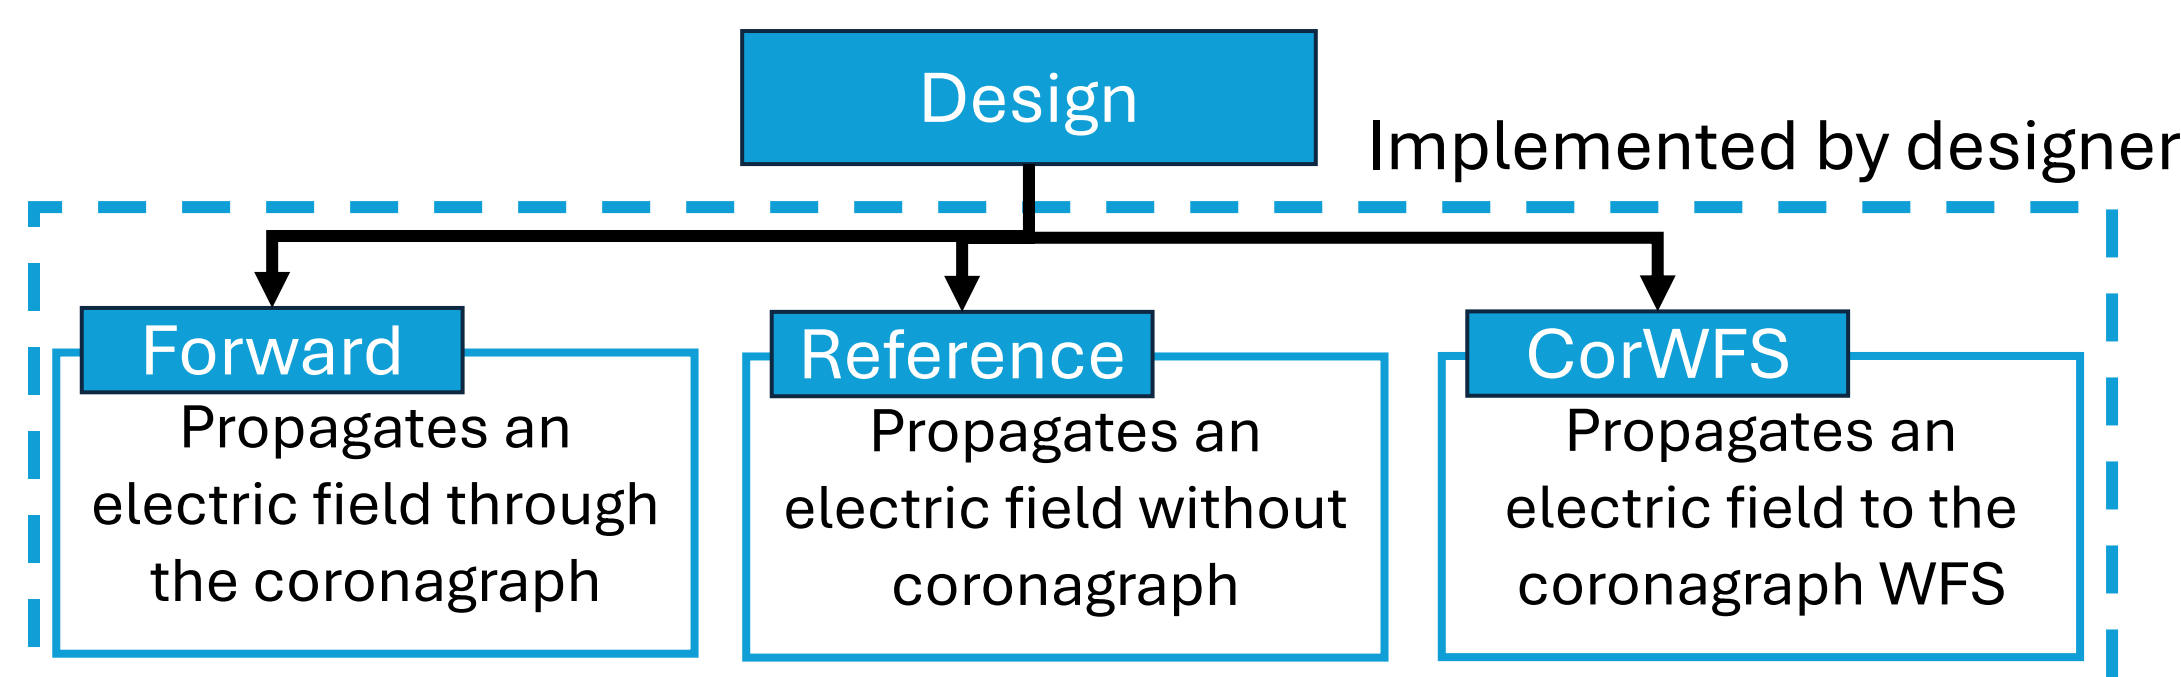 Design
Implemented by designer
Forward
Propagates an
electric field through
the coronagraph
Reference
Propagates an
electric field without
coronagraph
CorWFS
Propagates an
electric field to the
coronagraph WFS